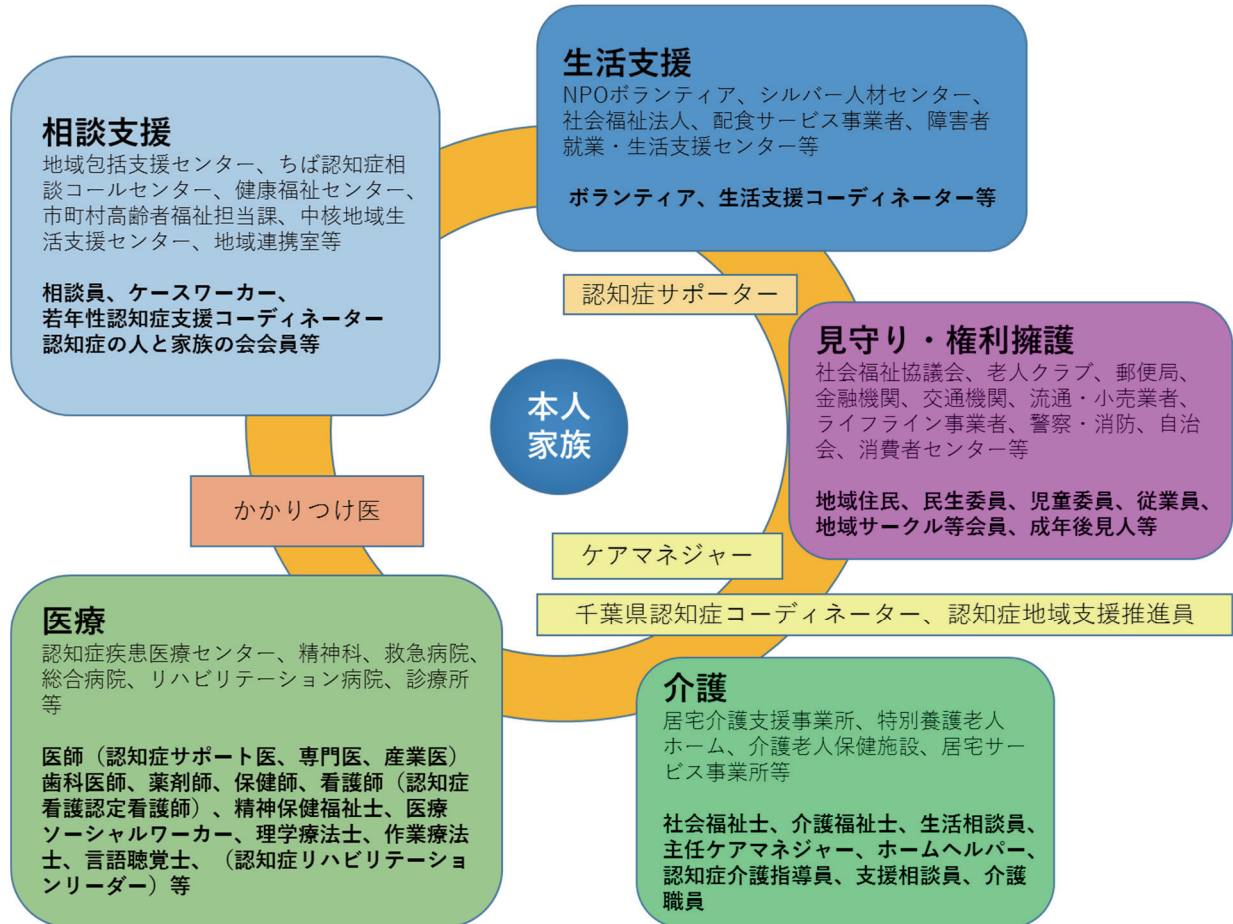 相談支援
地域包括支援センター、ちば認知症相
談コールセンター、健康福祉センター、
市町村高齢者福祉担当課、中核地域生
活支援センター、地域連携室等
相談員、ケースワーカー、
若年性認知症支援コーディネーター
認知症の人と家族の会会員等
生活支援
NPOボランティア、シルバー人材センター、
社会福祉法人、配食サービス事業者、障害者
就業・生活支援センター等
ボランティア、生活支援コーディネーター等
認知症サポーター
見守り・権利擁護
社会福祉協議会、老人クラブ、郵便局、
金融機関、交通機関、流通・小売業者、
ライフライン事業者、警察・消防、自治
会、消費者センター等
地域住民、民生委員、児童委員、従業員、
地域サークル等会員、成年後見人等
本人
家族
かかりつけ医
ケアマネジャー
千葉県認知症コーディネーター、認知症地域支援推進員
医療
認知症疾患医療センター、精神科、救急病院、
総合病院、リハビリテーション病院、診療所
等
医師（認知症サポート医、専門医、産業医）
歯科医師、薬剤師、保健師、看護師（認知症
看護認定看護師）、精神保健福祉士、医療
ソーシャルワーカー、理学療法士、作業療法
士、言語聴覚士、（認知症リハビリテーショ
ンリーダー）等
介護
居宅介護支援事業所、特別養護老人
ホーム、介護老人保健施設、居宅サー
ビス事業所等
社会福祉士、介護福祉士、生活相談員、
主任ケアマネジャー、ホームヘルパー、
認知症介護指導員、支援相談員、介護
職員